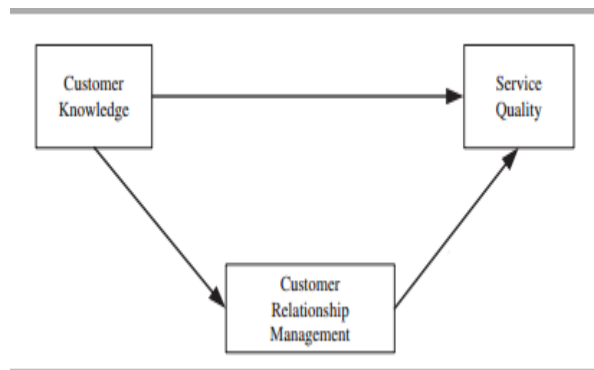 Customer
Knowledge
Service
Quality
Customer
Relationship
Management